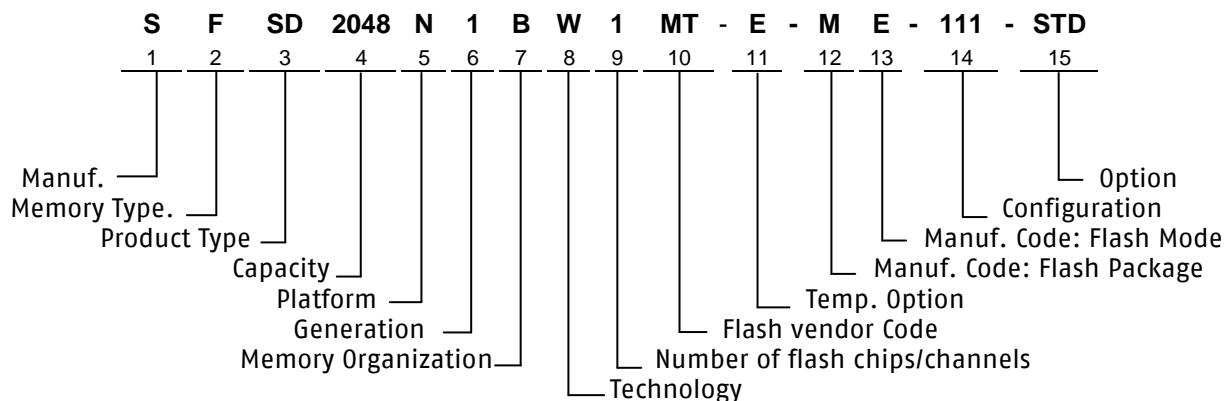 S F SD 2048 N 1 B W 1 MT - E - M E - 111 - STD
1 2 3 4 5 6 7 8 9 10 11 12 13 14 15
Manuf. Option
Memory Type. Configuration
Product Type Manuf. Code: Flash Mode
Capacity Manuf. Code: Flash Package
Platform Temp. Option
Generation Flash vendor Code
Memory Organization Number of flash chips/channels
Technology